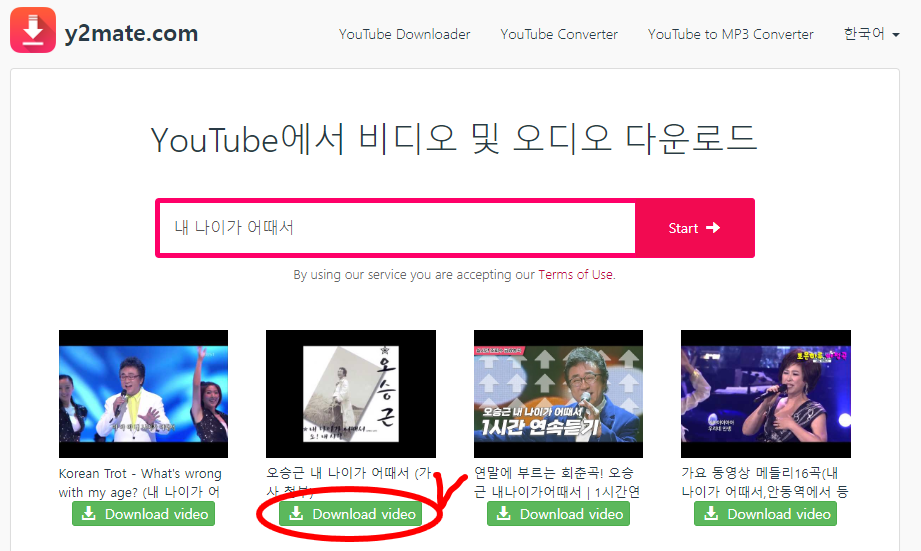 y2mate.com
YouTube Downloader
YouTube Converter
YouTube to MP3 Converter
한국어
YouTube에서 비디오 및 오디오 다운로드
내 나이가 어때서
Start
By using our service you are accepting our Terms of Use.
오승근
내 나이가 어때서
오승근 내 나이가 어때서
1시간 연속듣기
Korean Trot - What's wrong
with my age? (내 나이가 어
오승근 내 나이가 어때서 (가
사 첨부)
연말에 부르는 희춘곡! 오승
근 내나이가어때서 | 1시간연
가요 동영상 메들리16곡(내
나이가 어때서,안동역에서 등
Download video
Download video
Download video
Download video